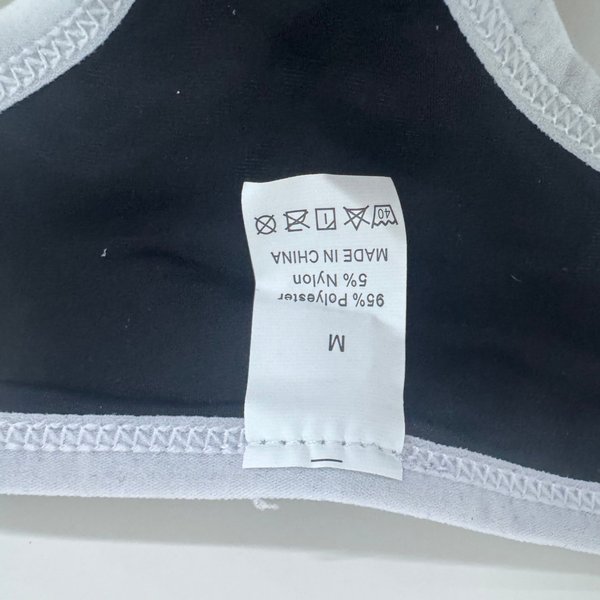 M
95% Polyester
5% Nylon
MADE IN CHINA
40